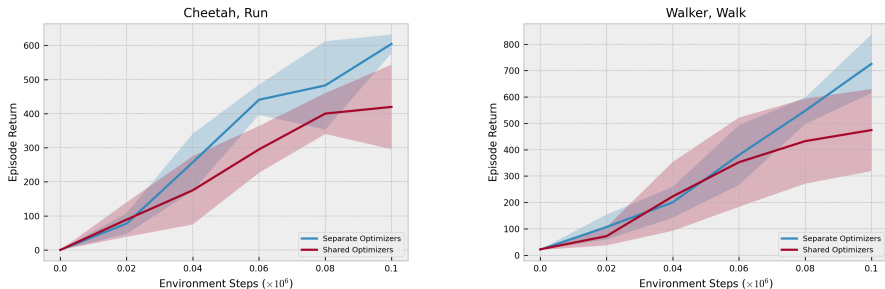 Cheetah, Run
Episode Return
600
500
400
300
200
100
0
0.0 0.02 0.04 0.06 0.08 0.1
Environment Steps (×10⁶)
Separate Optimizers
Shared Optimizers
Walker, Walk
Episode Return
800
700
600
500
400
300
200
100
0
0.0 0.02 0.04 0.06 0.08 0.1
Environment Steps (×10⁶)
Separate Optimizers
Shared Optimizers